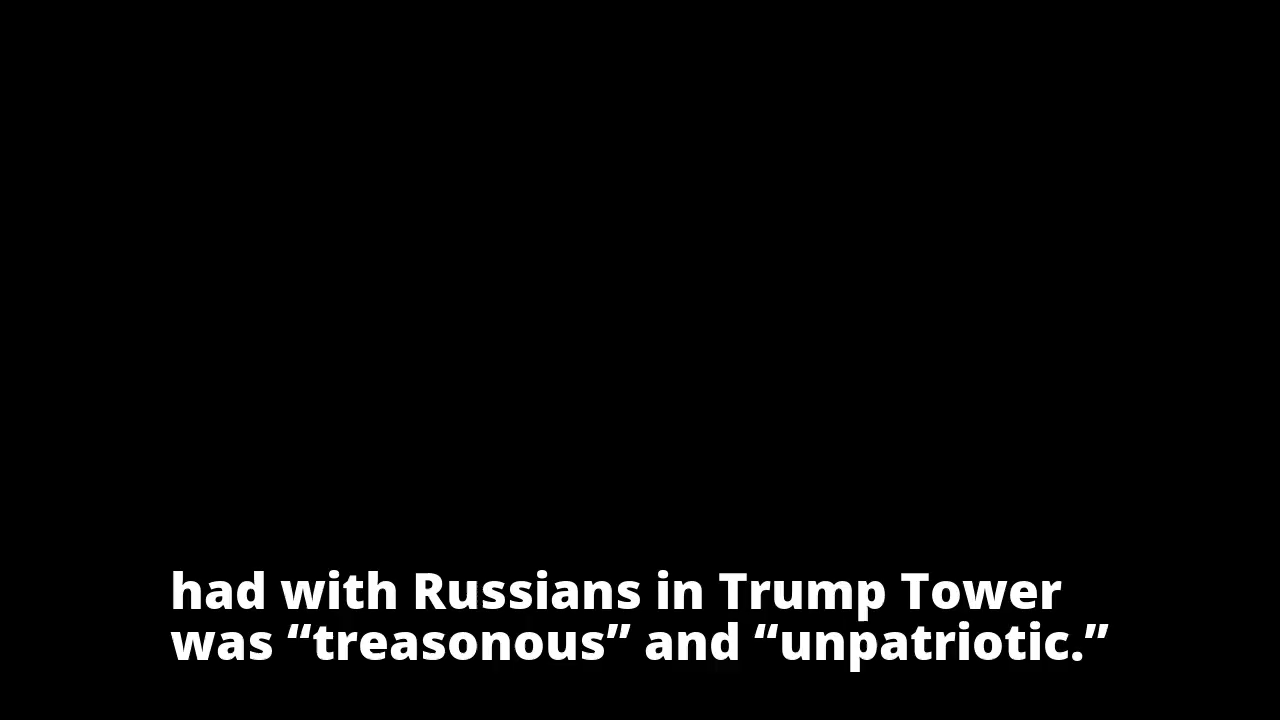 had with Russians in Trump Tower
was “treasonous” and “unpatriotic.”